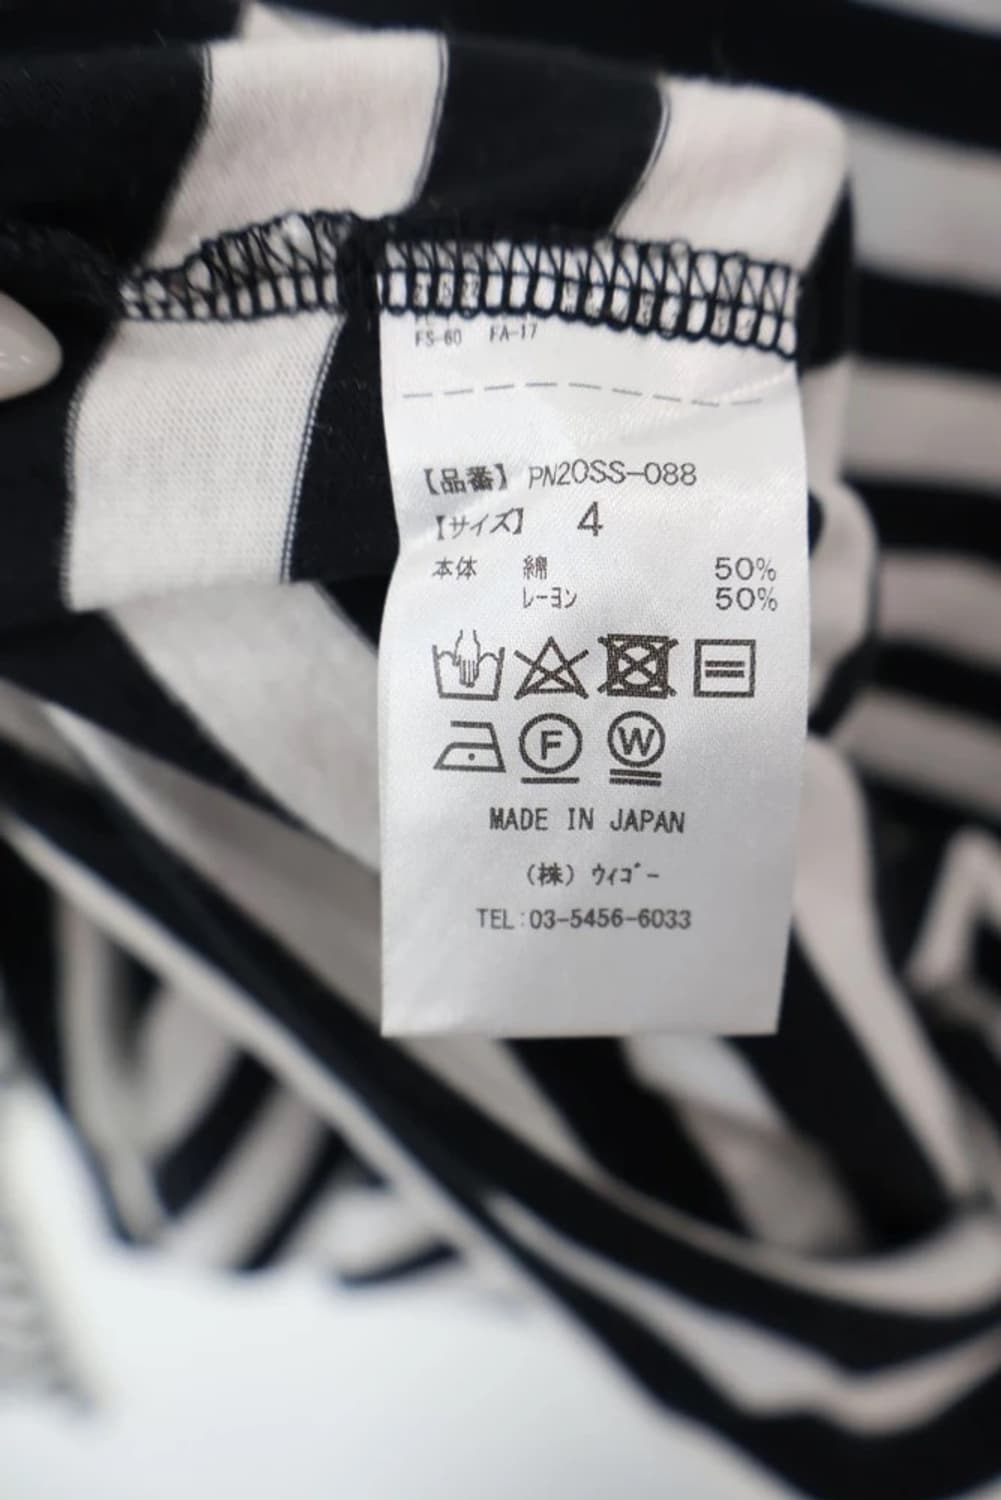 FS-60 FA-17
【品番】 PN20SS-088
【サイズ】 4
本体 綿 50%
レーヨン 50%
F W
MADE IN JAPAN
(株) ウィゴー
TEL:03-5456-6033